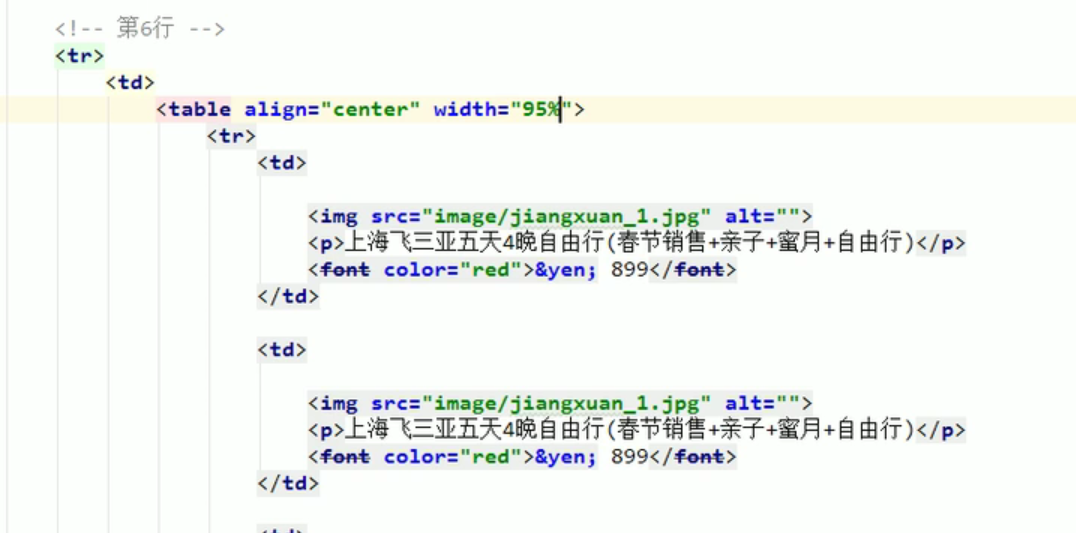 <!-- 第6行 -->
<tr>
<td>
<table align="center" width="95%">
<tr>
<td>
<img src="image/jiangxuan_1.jpg" alt="">
<p>上海飞三亚五天4晚自由行(春节销售+亲子+蜜月+自由行)</p>
<font color="red">&yen; 899</font>
</td>
<td>
<img src="image/jiangxuan_1.jpg" alt="">
<p>上海飞三亚五天4晚自由行(春节销售+亲子+蜜月+自由行)</p>
<font color="red">&yen; 899</font>
</td>